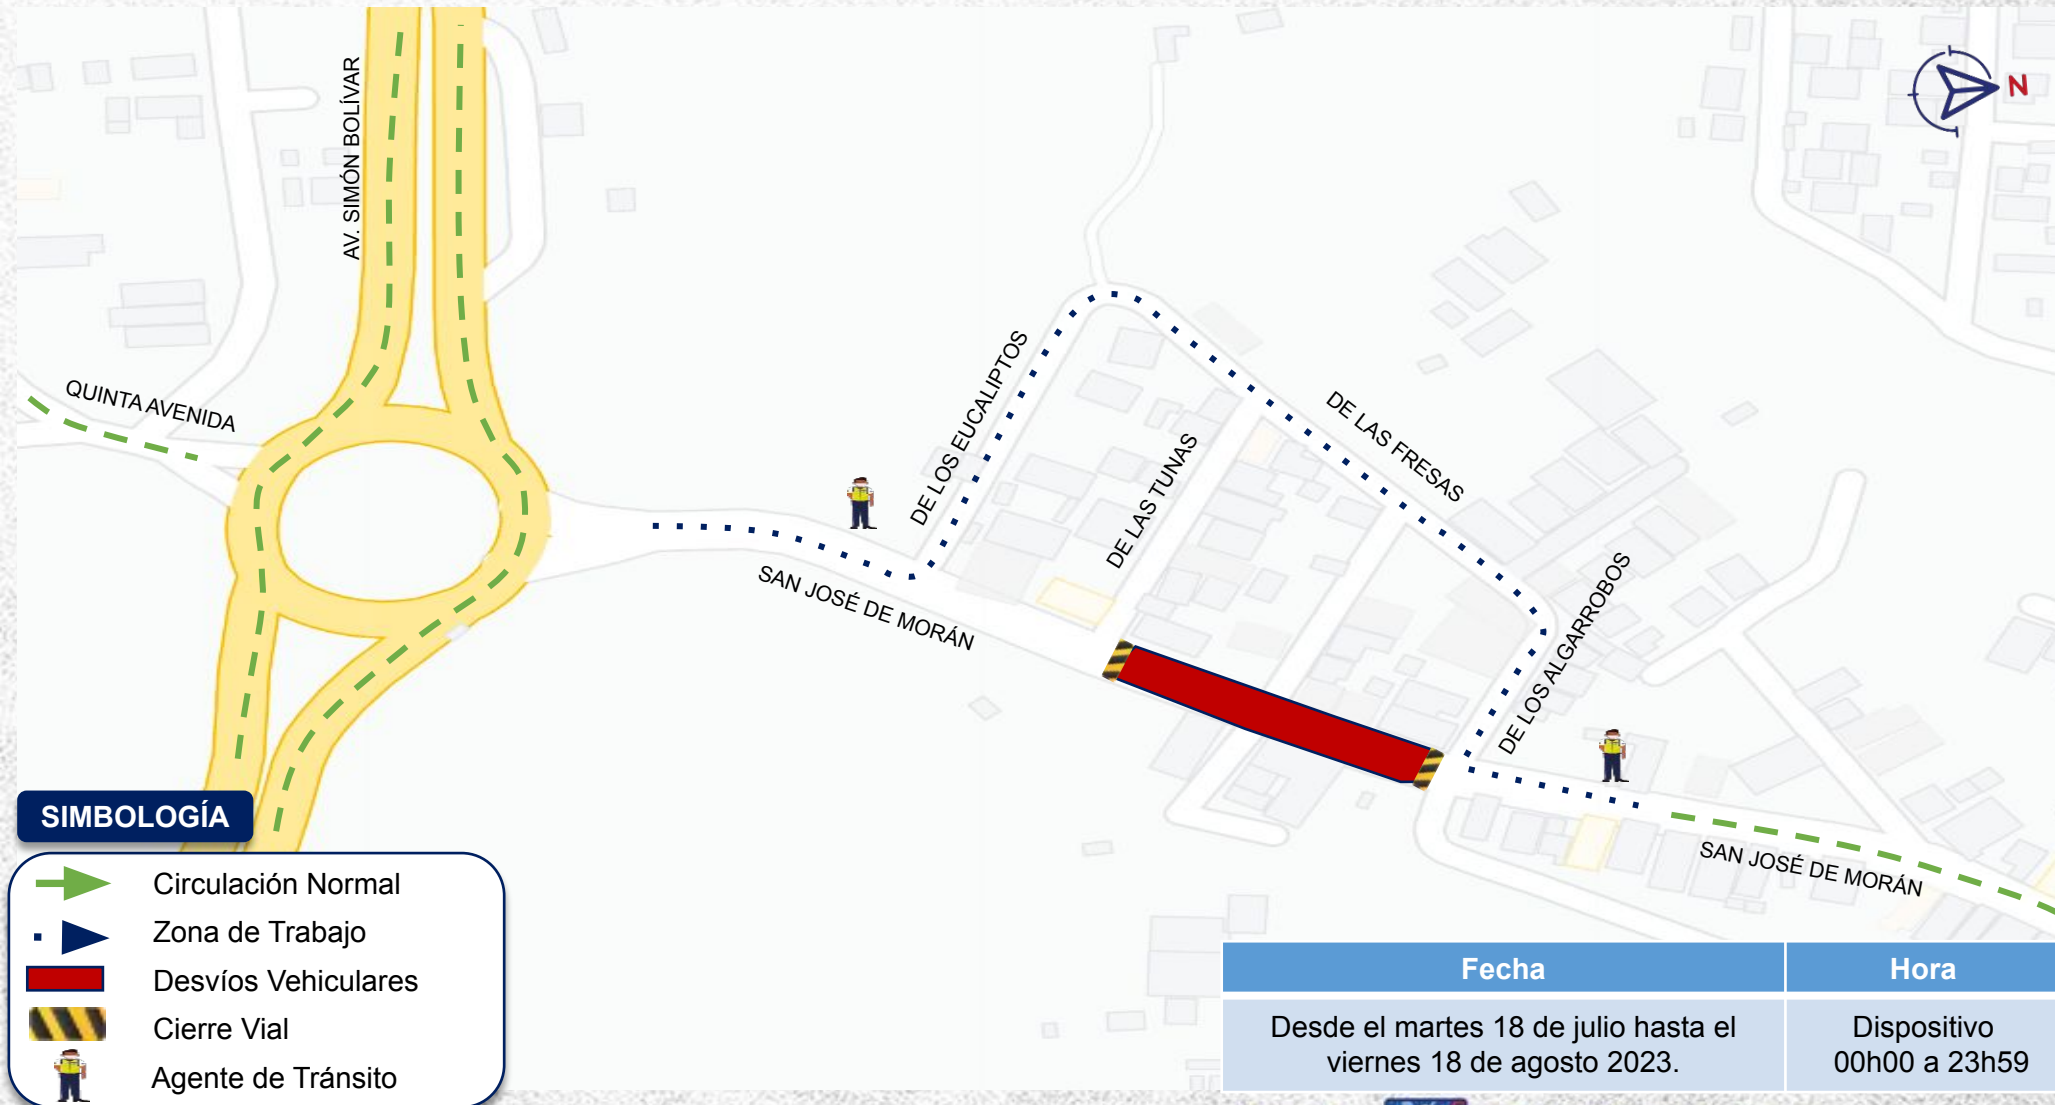 AV. SIMÓN BOLÍVAR
N
QUINTA AVENIDA
DE LOS EUCALIPTOS
DE LAS TUNAS
DE LAS FRESAS
DE LOS ALGARROBOS
SAN JOSÉ DE MORÁN
SAN JOSÉ DE MORÁN
SIMBOLOGÍA
Circulación Normal
Zona de Trabajo
Desvíos Vehiculares
Cierre Vial
Agente de Tránsito
Fecha
Hora
Desde el martes 18 de julio hasta el
viernes 18 de agosto 2023.
Dispositivo
00h00 a 23h59